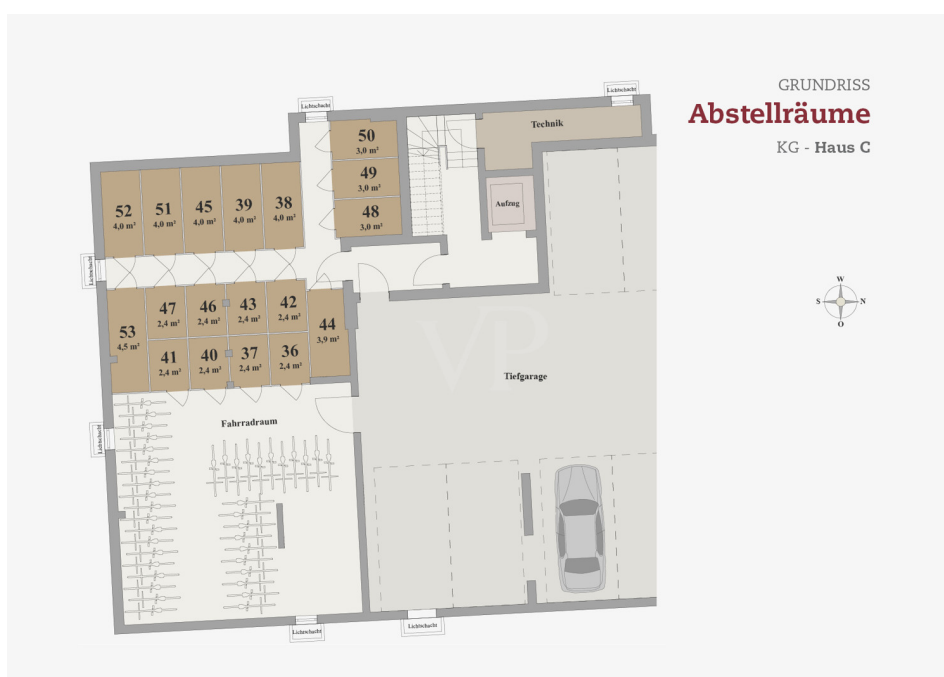 GRUNDRISS
Abstellräume
KG - Haus C
Lichtschacht
Lichtschacht
Technik
50
3,0 m²
49
3,0 m²
48
3,0 m²
Aufzug
52
4,0 m²
51
4,0 m²
45
4,0 m²
39
4,0 m²
38
4,0 m²
Lichtschacht
53
4,5 m²
47
2,4 m²
46
2,4 m²
43
2,4 m²
42
2,4 m²
44
3,9 m²
41
2,4 m²
40
2,4 m²
37
2,4 m²
36
2,4 m²
W
S
N
O
VP
Tiefgarage
Fahrradraum
Lichtschacht
Lichtschacht
Lichtschacht